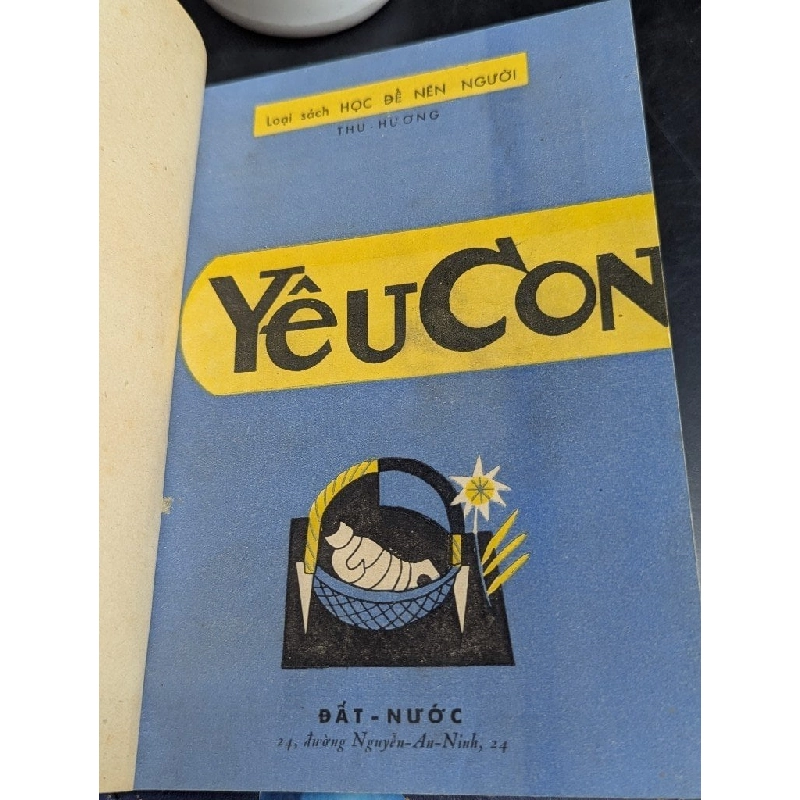 Loại sách HỌC ĐỂ NÊN NGƯỜI
THU-HƯƠNG
YÊU CON
ĐẤT-NƯỚC
24, đường Nguyễn-An-Ninh, 24